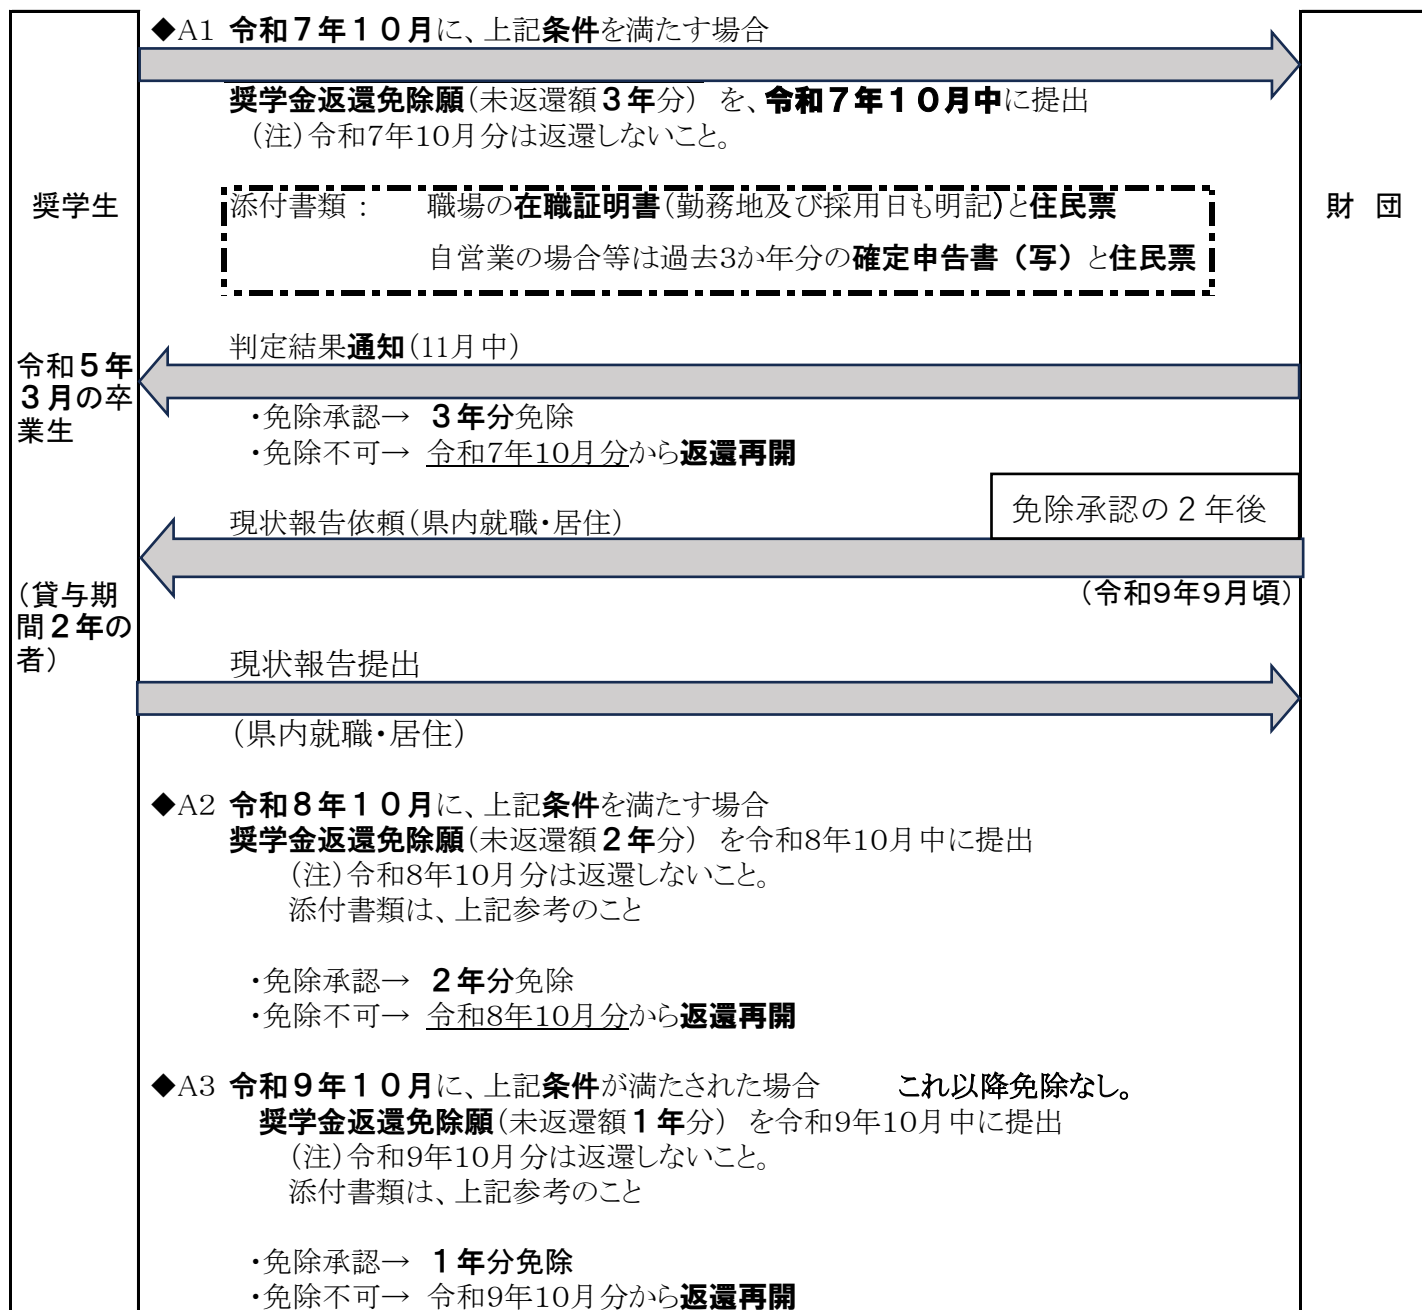 ◆A1 令和７年１０月に、上記条件を満たす場合
奨学金返還免除願(未返還額３年分) を、令和７年１０月中に提出
(注)令和7年10月分は返還しないこと。
奨学生
添付書類： 職場の在職証明書(勤務地及び採用日も明記)と住民票
自営業の場合等は過去3か年分の確定申告書（写）と住民票
財 団
判定結果通知(11月中)
令和５年
３月の卒
業生
・免除承認→ ３年分免除
・免除不可→ 令和7年10月分から返還再開
免除承認の２年後
現状報告依頼(県内就職・居住)
(令和9年9月頃)
(貸与期
間２年の
者)
現状報告提出
(県内就職・居住)
◆A2 令和８年１０月に、上記条件を満たす場合
奨学金返還免除願(未返還額２年分) を令和8年10月中に提出
(注)令和8年10月分は返還しないこと。
添付書類は、上記参考のこと
・免除承認→ ２年分免除
・免除不可→ 令和8年10月分から返還再開
◆A3 令和９年１０月に、上記条件が満たされた場合 これ以降免除なし。
奨学金返還免除願(未返還額１年分) を令和9年10月中に提出
(注)令和9年10月分は返還しないこと。
添付書類は、上記参考のこと
・免除承認→ １年分免除
・免除不可→ 令和9年10月分から返還再開